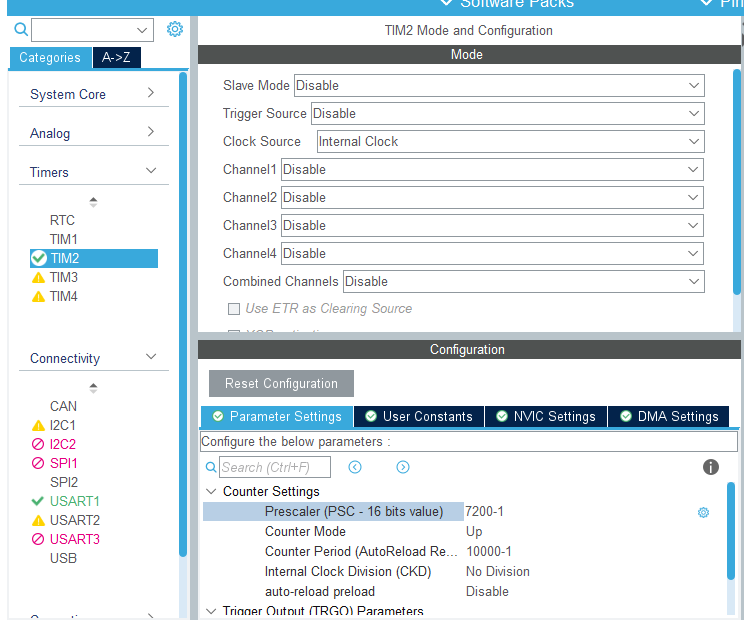 Software Packs
Pin
TIM2 Mode and Configuration
Categories
A->Z
System Core
Analog
Timers
RTC
TIM1
TIM2
TIM3
TIM4
Connectivity
CAN
I2C1
I2C2
SPI1
SPI2
USART1
USART2
USART3
USB
Mode
Slave Mode Disable
Trigger Source Disable
Clock Source Internal Clock
Channel1 Disable
Channel2 Disable
Channel3 Disable
Channel4 Disable
Combined Channels Disable
Use ETR as Clearing Source
Configuration
Reset Configuration
Parameter Settings
User Constants
NVIC Settings
DMA Settings
Configure the below parameters :
Search (Ctrl+F)
Counter Settings
Prescaler (PSC - 16 bits value) 7200-1
Counter Mode Up
Counter Period (AutoReload Re... 10000-1
Internal Clock Division (CKD) No Division
auto-reload preload Disable
Trigger Output (TRGO) Parameters